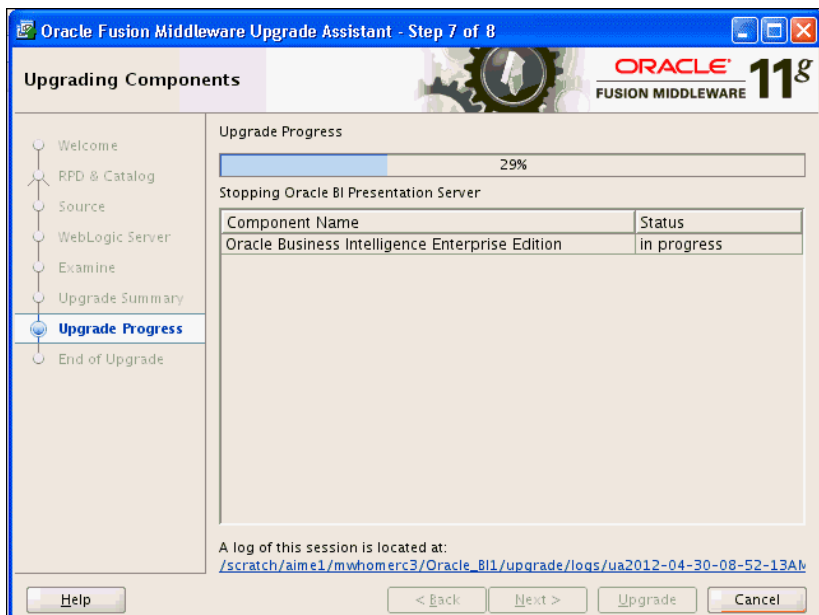 Oracle Fusion Middleware Upgrade Assistant - Step 7 of 8
Upgrading Components
ORACLE
FUSION MIDDLEWARE
11g
Welcome
RPD & Catalog
Source
WebLogic Server
Examine
Upgrade Summary
Upgrade Progress
End of Upgrade
Upgrade Progress
29%
Stopping Oracle BI Presentation Server
Component Name Status
Oracle Business Intelligence Enterprise Edition in progress
A log of this session is located at:
/scratch/aime1/mwhomerc3/Oracle_BI1/upgrade/logs/ua2012-04-30-08-52-13AM
Help < Back Next > Upgrade Cancel